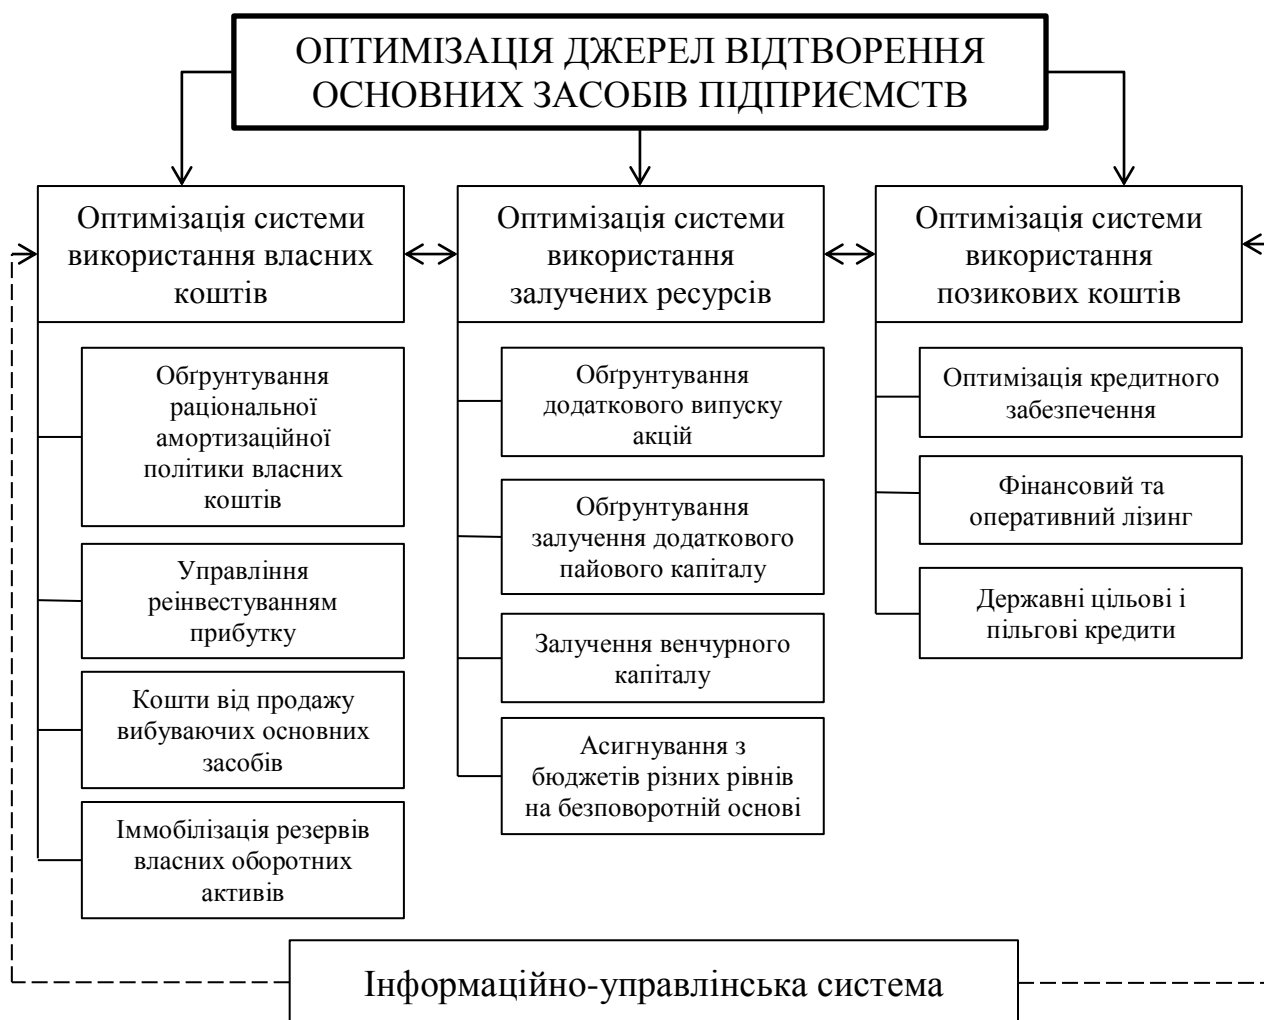 ОПТИМІЗАЦІЯ ДЖЕРЕЛ ВІДТВОРЕННЯ
ОСНОВНИХ ЗАСОБІВ ПІДПРИЄМСТВ
Оптимізація системи
використання власних
коштів
Обґрунтування
раціональної
амортизаційної
політики власних
коштів
Управління
реінвестуванням
прибутку
Кошти від продажу
вибуваючих основних
засобів
Іммобілізація резервів
власних оборотних
активів
Оптимізація системи
використання
залучених ресурсів
Обґрунтування
додаткового випуску
акцій
Обґрунтування
залучення додаткового
пайового капіталу
Залучення венчурного
капіталу
Асигнування з
бюджетів різних рівнів
на безповоротній основі
Оптимізація системи
використання
позикових коштів
Оптимізація кредитного
забезпечення
Фінансовий та
оперативний лізинг
Державні цільові і
пільгові кредити
Інформаційно-управлінська система